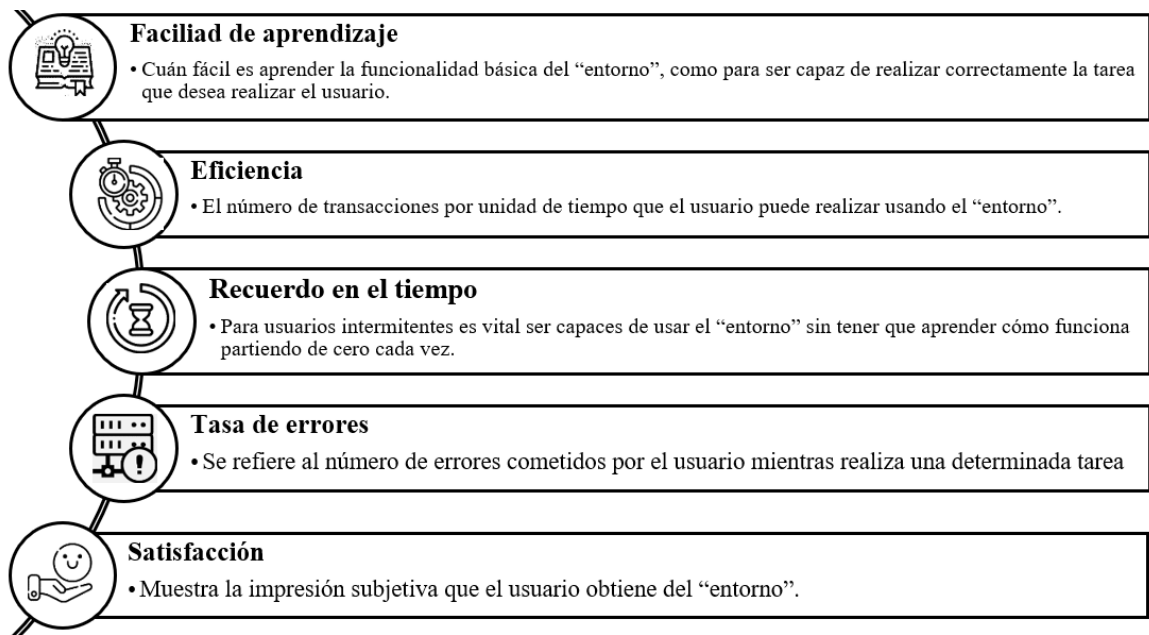 Faciliad de aprendizaje
• Cuán fácil es aprender la funcionalidad básica del “entorno”, como para ser capaz de realizar correctamente la tarea
que desea realizar el usuario.
Eficiencia
• El número de transacciones por unidad de tiempo que el usuario puede realizar usando el “entorno”.
Recuerdo en el tiempo
• Para usuarios intermitentes es vital ser capaces de usar el “entorno” sin tener que aprender cómo funciona
partiendo de cero cada vez.
Tasa de errores
• Se refiere al número de errores cometidos por el usuario mientras realiza una determinada tarea
Satisfacción
• Muestra la impresión subjetiva que el usuario obtiene del “entorno”.